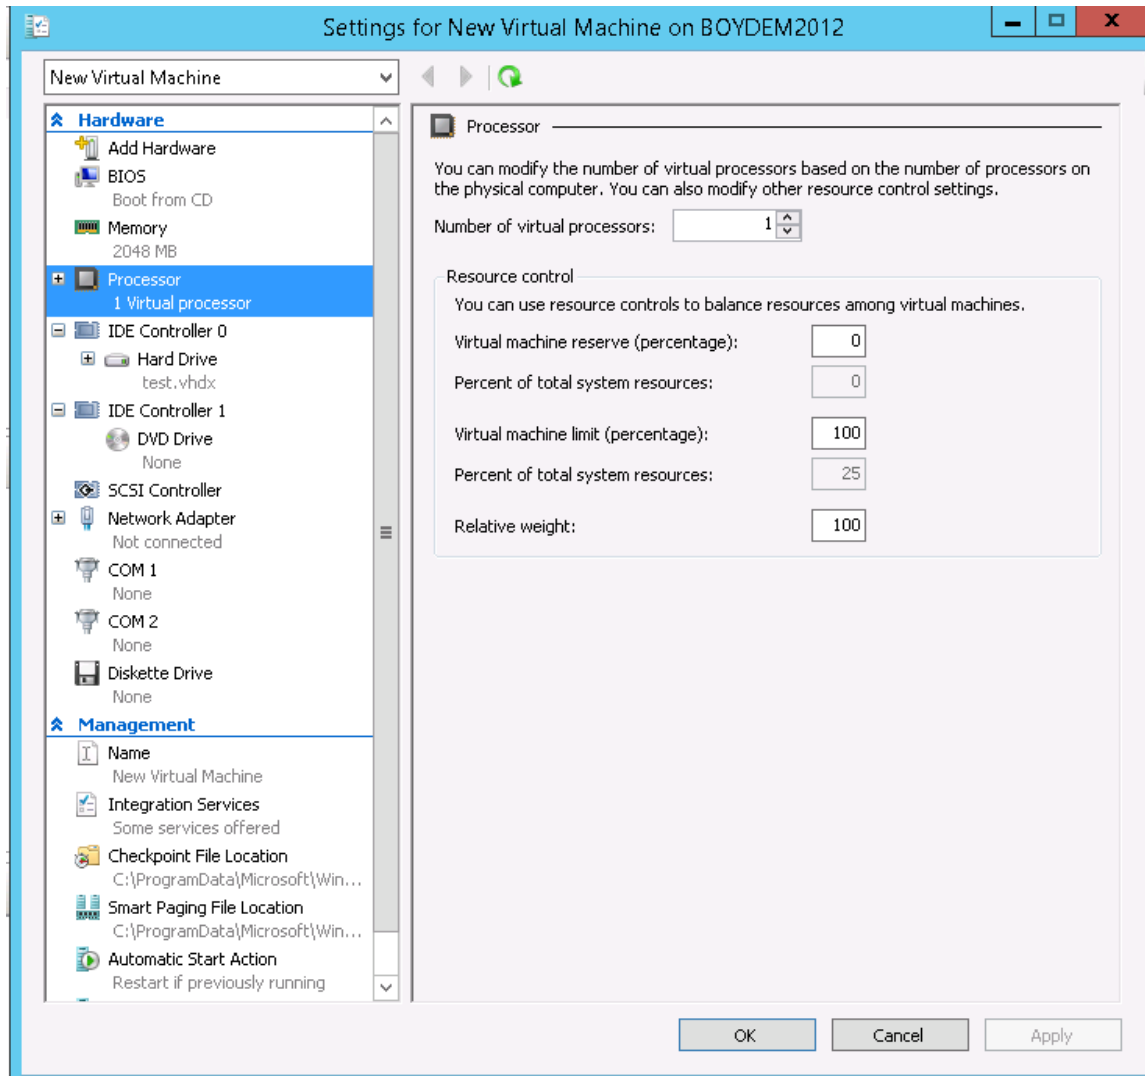 Settings for New Virtual Machine on BOYDEM2012
New Virtual Machine
Hardware
Add Hardware
BIOS
Boot from CD
Memory
2048 MB
Processor
1 Virtual processor
IDE Controller 0
Hard Drive
test.vhdx
IDE Controller 1
DVD Drive
None
SCSI Controller
Network Adapter
Not connected
COM 1
None
COM 2
None
Diskette Drive
None
Management
Name
New Virtual Machine
Integration Services
Some services offered
Checkpoint File Location
C:\ProgramData\Microsoft\Win...
Smart Paging File Location
C:\ProgramData\Microsoft\Win...
Automatic Start Action
Restart if previously running
Processor
You can modify the number of virtual processors based on the number of processors on
the physical computer. You can also modify other resource control settings.
Number of virtual processors: 1
Resource control
You can use resource controls to balance resources among virtual machines.
Virtual machine reserve (percentage): 0
Percent of total system resources: 0
Virtual machine limit (percentage): 100
Percent of total system resources: 25
Relative weight: 100
OK Cancel Apply